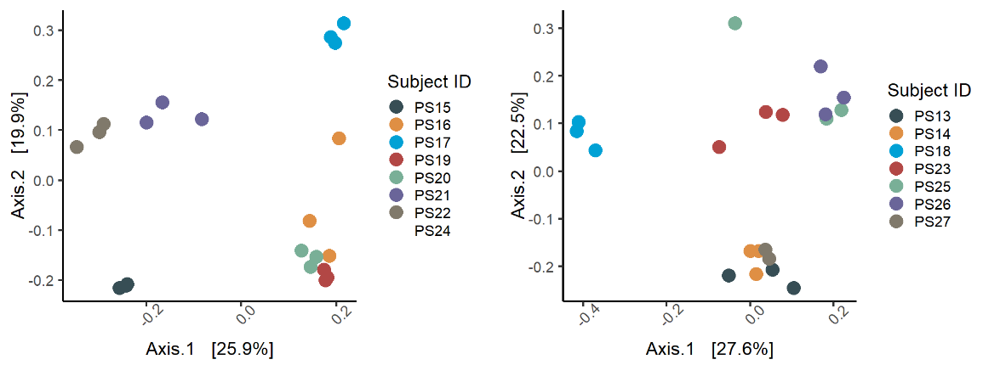 0.3
0.2
0.1
0.0
-0.1
-0.2
Axis.2 [19.9%]
-0.2
0.0
0.2
Axis.1 [25.9%]
Subject ID
PS15
PS16
PS17
PS19
PS20
PS21
PS22
PS24
0.3
0.2
0.1
0.0
-0.1
-0.2
Axis.2 [22.5%]
-0.4
-0.2
0.0
0.2
Axis.1 [27.6%]
Subject ID
PS13
PS14
PS18
PS23
PS25
PS26
PS27